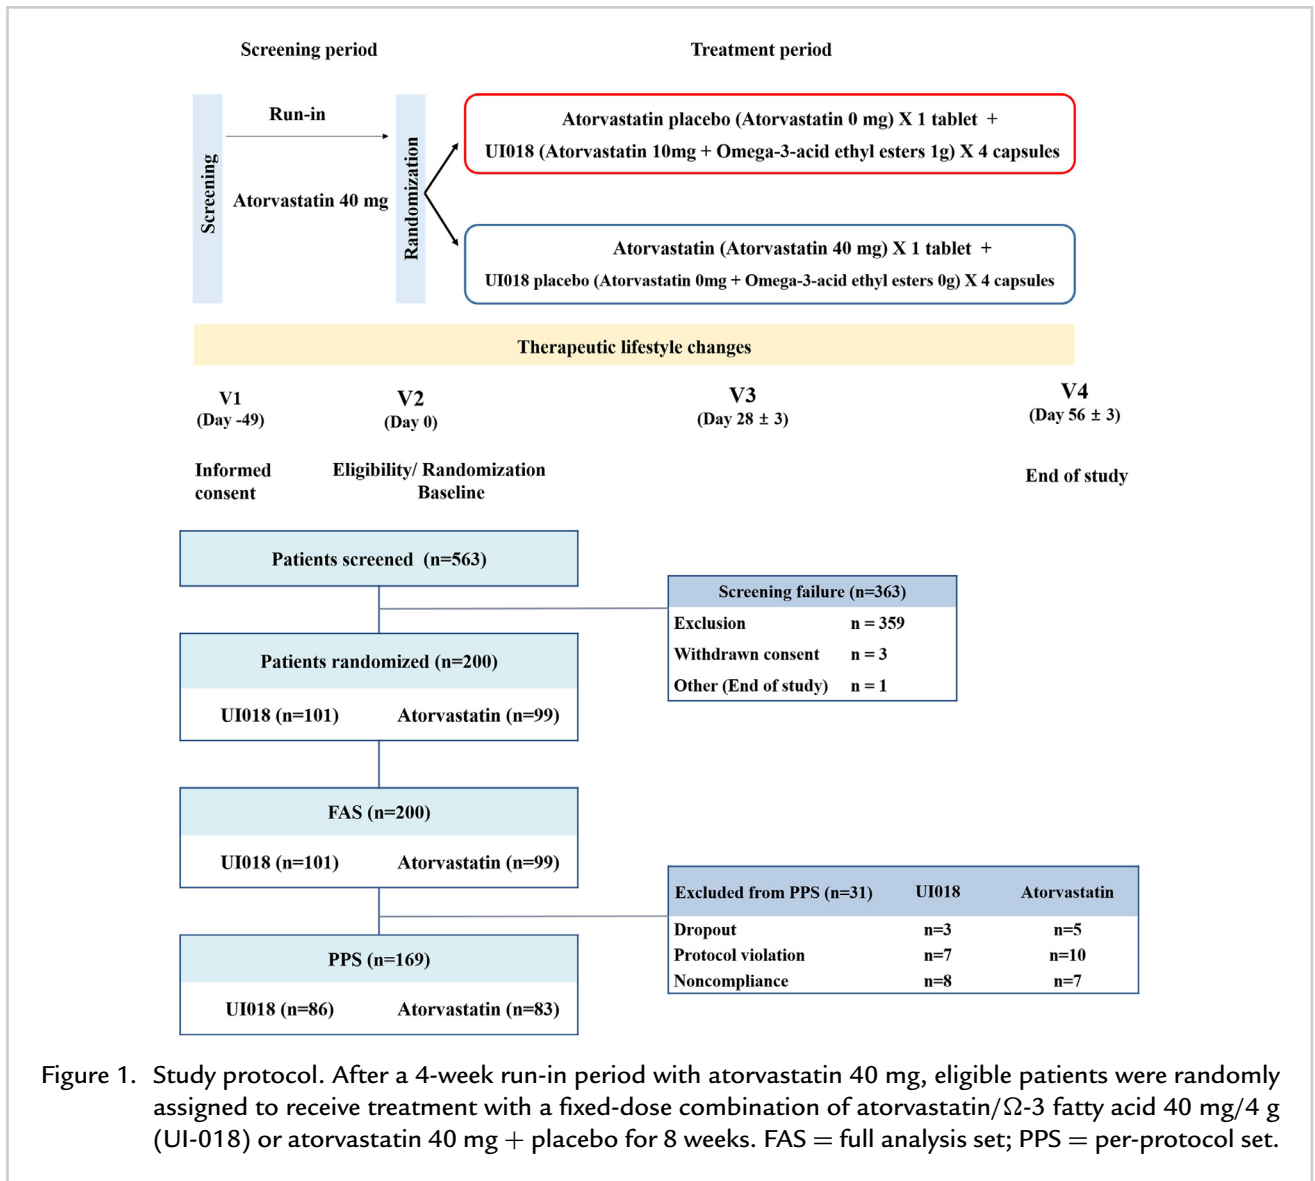 Screening period
Treatment period
Screening
Run-in
Atorvastatin 40 mg
Randomization
Atorvastatin placebo (Atorvastatin 0 mg) X 1 tablet +
UI018 (Atorvastatin 10mg + Omega-3-acid ethyl esters 1g) X 4 capsules
Atorvastatin (Atorvastatin 40 mg) X 1 tablet +
UI018 placebo (Atorvastatin 0mg + Omega-3-acid ethyl esters 0g) X 4 capsules
Therapeutic lifestyle changes
V1
(Day -49)
V2
(Day 0)
V3
(Day 28 ± 3)
V4
(Day 56 ± 3)
Informed
consent
Eligibility/ Randomization
Baseline
End of study
Patients screened (n=563)
Screening failure (n=363)
Exclusion n = 359
Withdrawn consent n = 3
Other (End of study) n = 1
Patients randomized (n=200)
UI018 (n=101) Atorvastatin (n=99)
FAS (n=200)
UI018 (n=101) Atorvastatin (n=99)
Excluded from PPS (n=31) UI018 Atorvastatin
Dropout n=3 n=5
Protocol violation n=7 n=10
Noncompliance n=8 n=7
PPS (n=169)
UI018 (n=86) Atorvastatin (n=83)
Figure 1. Study protocol. After a 4-week run-in period with atorvastatin 40 mg, eligible patients were randomly
assigned to receive treatment with a fixed-dose combination of atorvastatin/Ω-3 fatty acid 40 mg/4 g
(UI-018) or atorvastatin 40 mg + placebo for 8 weeks. FAS = full analysis set; PPS = per-protocol set.